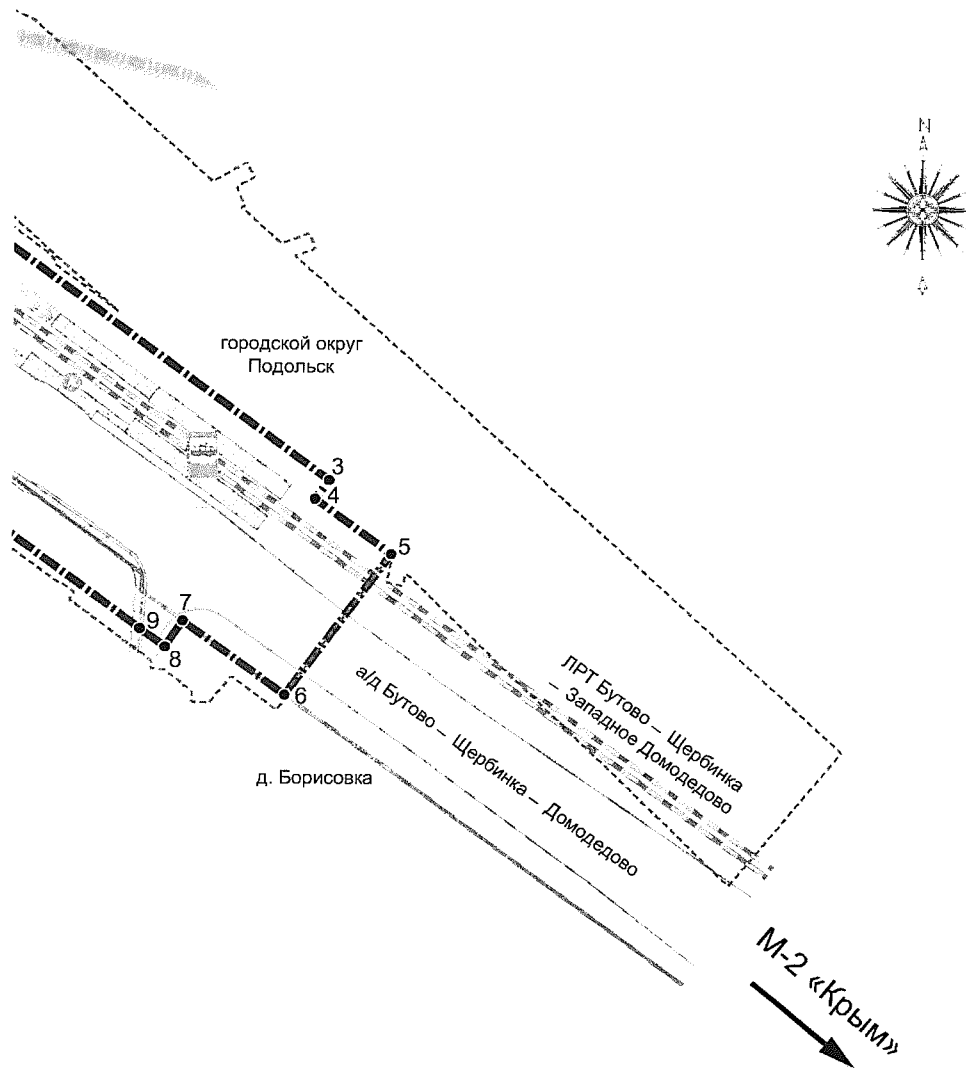 N
городской округ
Подольск
3
4
5
7
9
8
6
ЛРТ Бутово – Щербинка
– Западное Домодедово
а/д Бутово – Щербинка – Домодедово
д. Борисовка
М-2 «Крым»